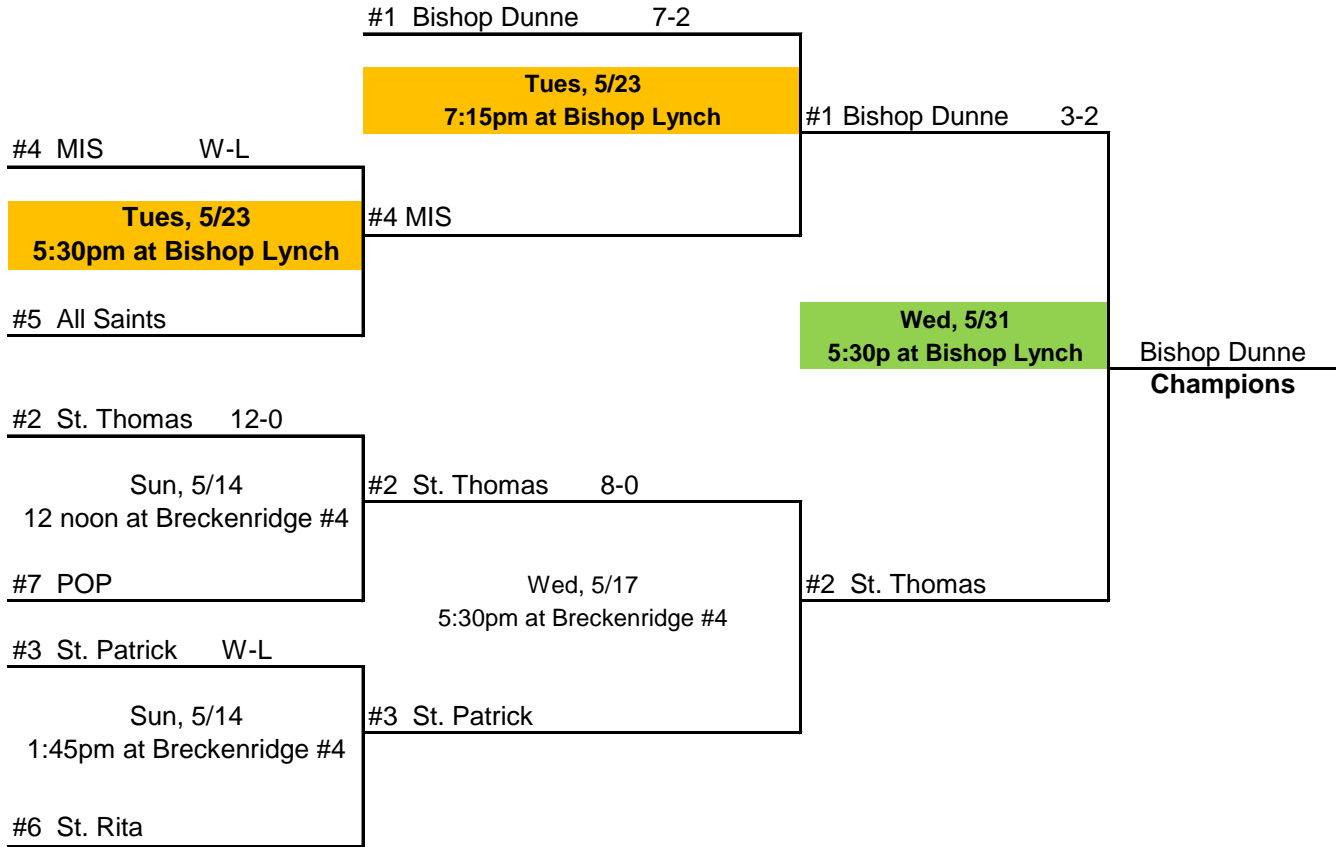 #1 Bishop Dunne 7-2
Tues, 5/23
7:15pm at Bishop Lynch
#1 Bishop Dunne 3-2
#4 MIS W-L
Tues, 5/23
5:30pm at Bishop Lynch
#4 MIS
#5 All Saints
Wed, 5/31
5:30p at Bishop Lynch
Bishop Dunne
Champions
#2 St. Thomas 12-0
Sun, 5/14
12 noon at Breckenridge #4
#2 St. Thomas 8-0
#7 POP
Wed, 5/17
5:30pm at Breckenridge #4
#2 St. Thomas
#3 St. Patrick W-L
Sun, 5/14
1:45pm at Breckenridge #4
#3 St. Patrick
#6 St. Rita